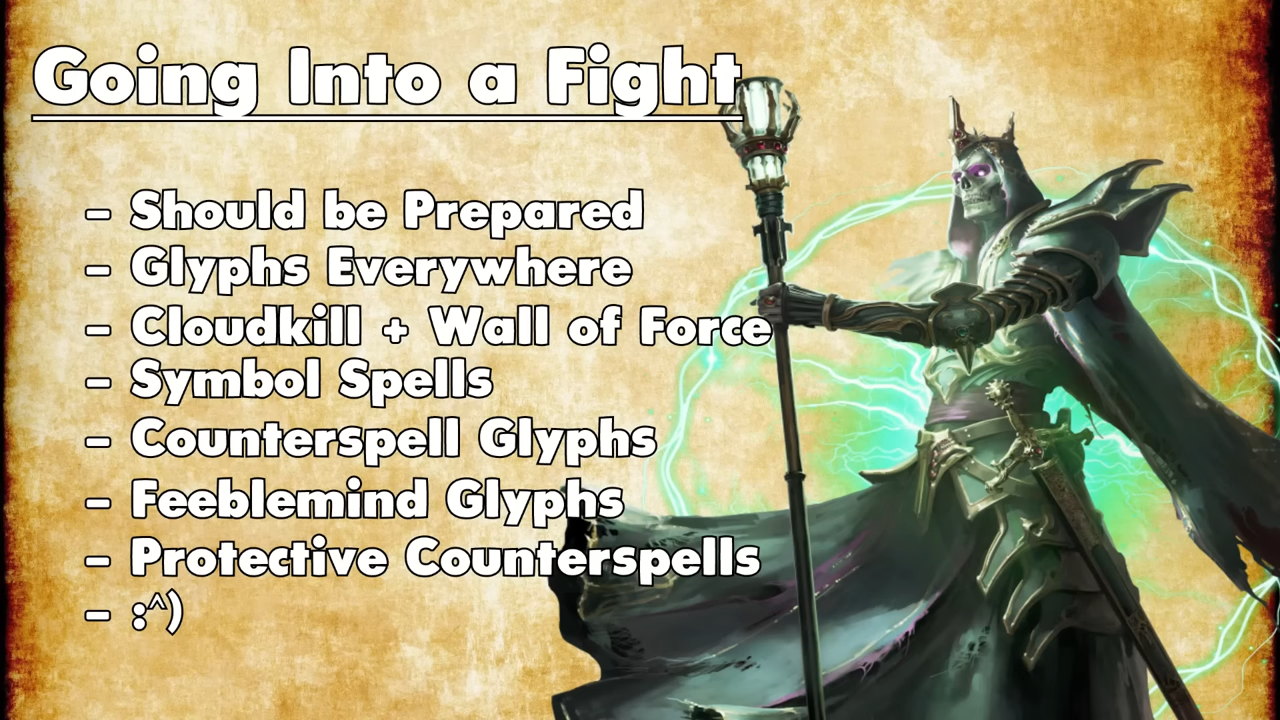 Going Into a Fight
– Should be Prepared
– Glyphs Everywhere
– Cloudkill + Wall of Force
– Symbol Spells
– Counterspell Glyphs
– Feeblemind Glyphs
– Protective Counterspells
– :^)